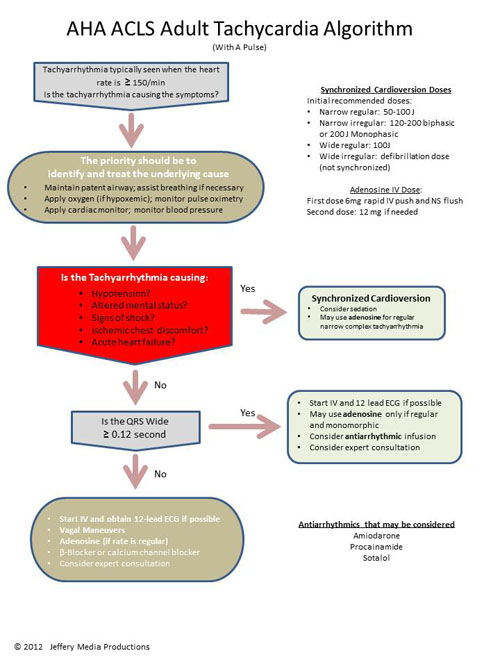 AHA ACLS Adult Tachycardia Algorithm
(With A Pulse)
Tachyarrhythmia typically seen when the heart
rate is ≥ 150/min
Is the tachyarrhythmia causing the symptoms?
Synchronized Cardioversion Doses
Initial recommended doses:
• Narrow regular: 50-100 J
• Narrow irregular: 120-200 biphasic
or 200 J Monophasic
• Wide regular: 100J
• Wide irregular: defibrillation dose
(not synchronized)
Adenosine IV Dose:
First dose 6mg rapid IV push and NS flush
Second dose: 12 mg if needed
The priority should be to
identify and treat the underlying cause
• Maintain patent airway; assist breathing if necessary
• Apply oxygen (if hypoxemic); monitor pulse oximetry
• Apply cardiac monitor; monitor blood pressure
Is the Tachyarrhythmia causing:
• Hypotension?
• Altered mental status?
• Signs of shock?
• Ischemic chest discomfort?
• Acute heart failure?
Yes
Synchronized Cardioversion
• Consider sedation
• May use adenosine for regular
narrow complex tachyarrhythmia
No
Is the QRS Wide
≥ 0.12 second
Yes
• Start IV and 12 lead ECG if possible
• May use adenosine only if regular
and monomorphic
• Consider antiarrhythmic infusion
• Consider expert consultation
No
• Start IV and obtain 12-lead ECG if possible
• Vagal Maneuvers
• Adenosine (if rate is regular)
• β-Blocker or calcium channel blocker
• Consider expert consultation
Antiarrhythmics that may be considered
Amiodarone
Procainamide
Sotalol
© 2012 Jeffery Media Productions